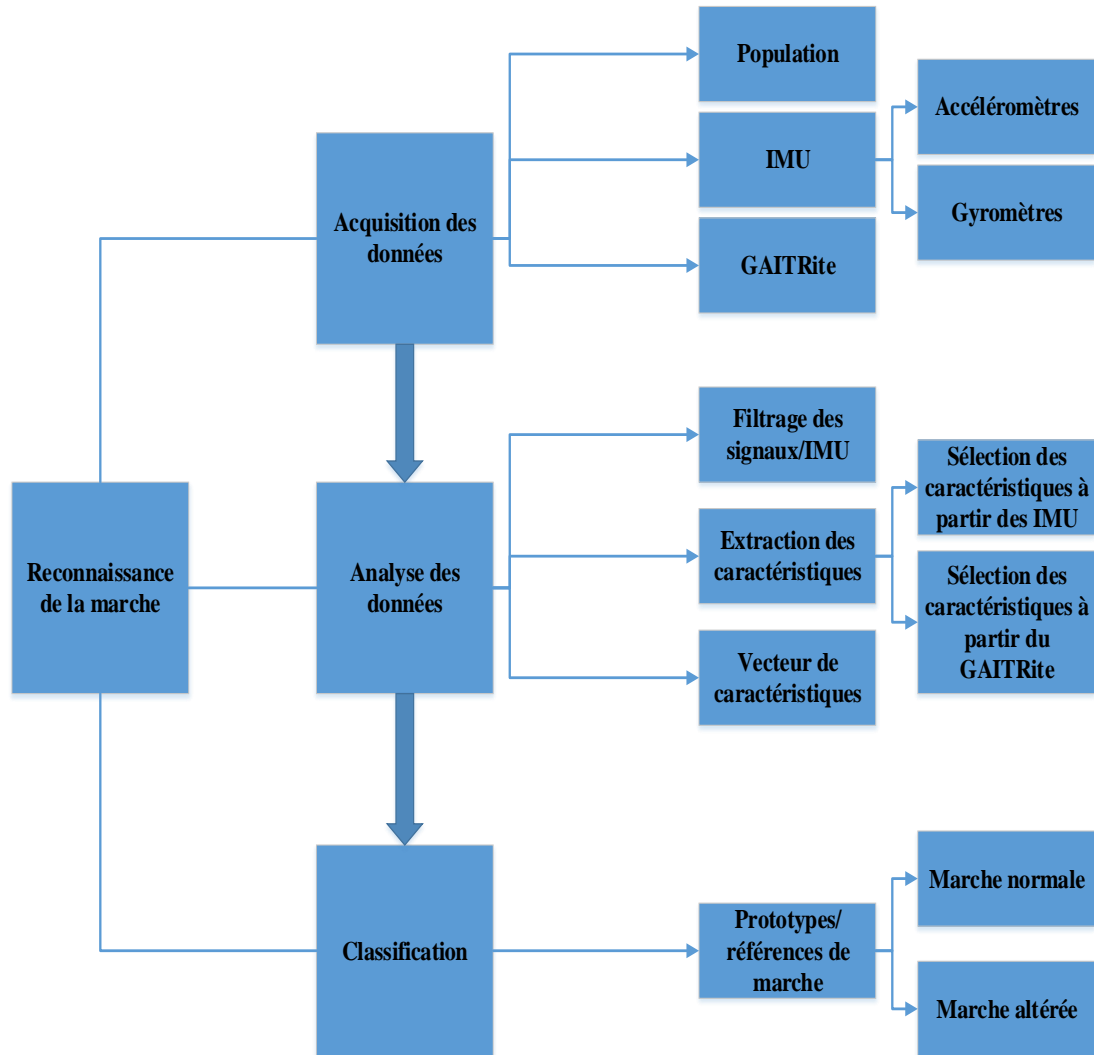 Population
Accéléromètres
IMU
Gyromètres
Acquisition des
données
GAITRite
Filtrage des
signaux/IMU
Sélection des
caractéristiques à
partir des IMU
Reconnaissance
de la marche
Analyse des
données
Extraction des
caractéristiques
Sélection des
caractéristiques à
partir du
GAITRite
Vecteur de
caractéristiques
Classification
Prototypes/
références de
marche
Marche normale
Marche altérée